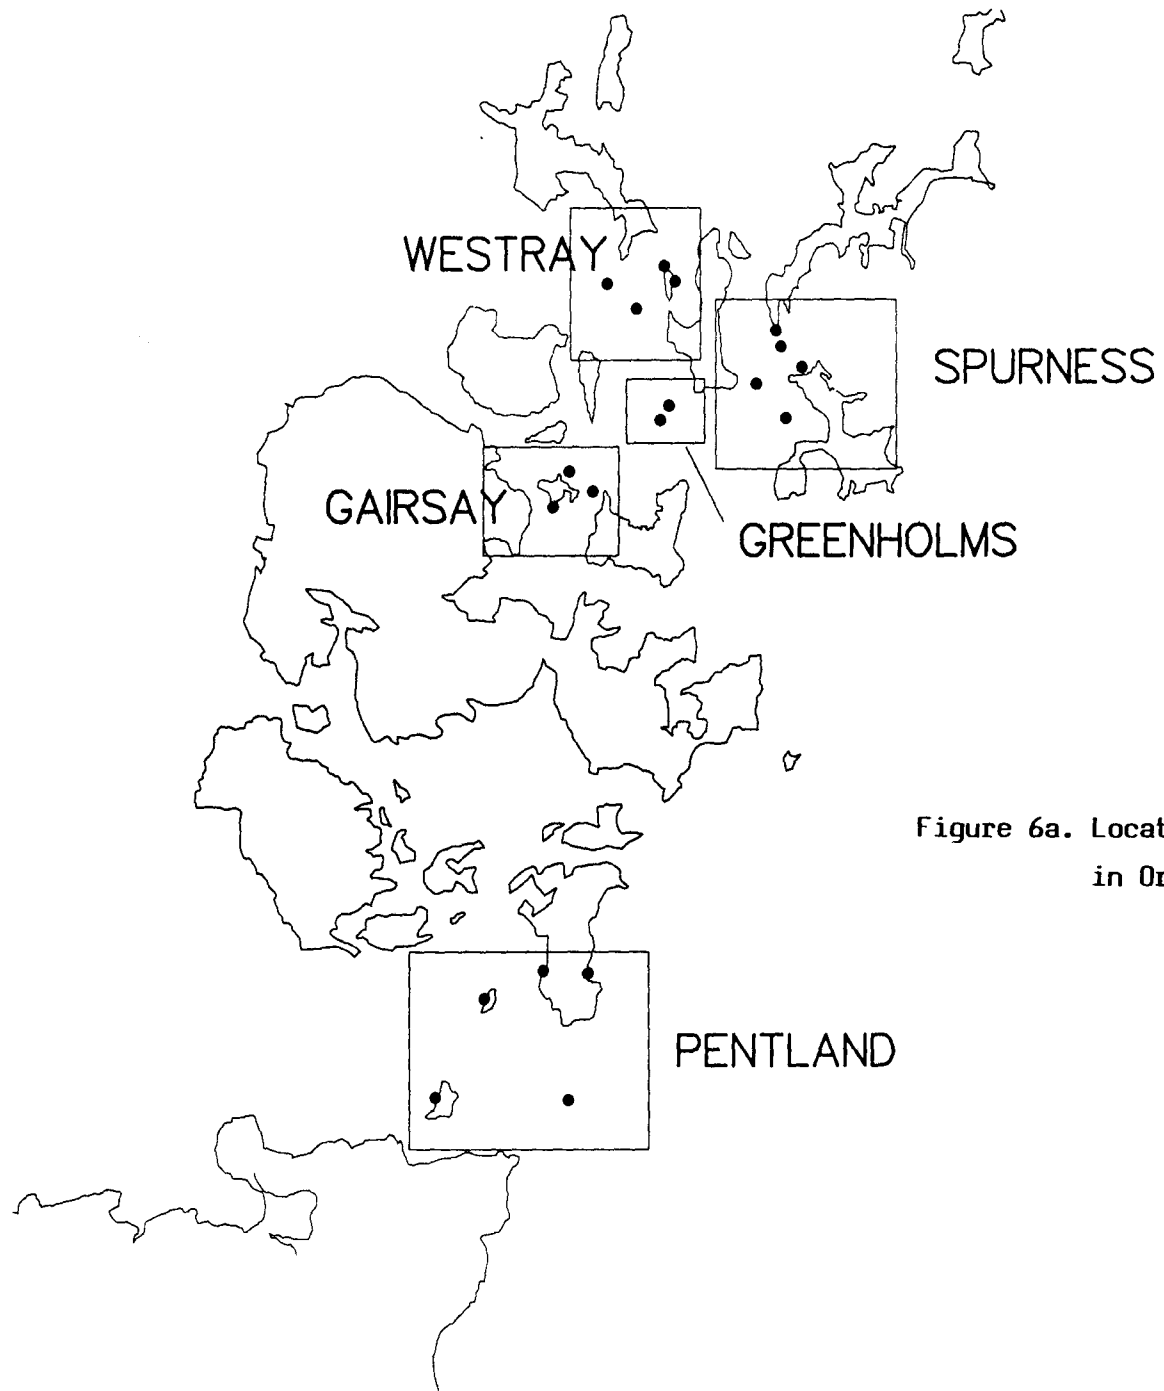 WESTRAY
SPURNESS
GAIRSAY
GREENHOLMS
Figure 6a. Locat
in Or
PENTLAND